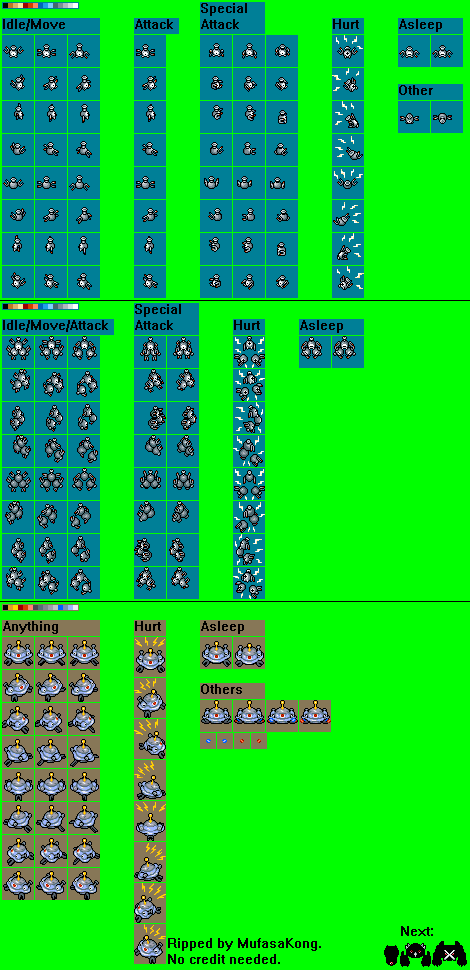 Idle/Move
Attack
Special
Attack
Hurt
Asleep
Other
Idle/Move/Attack
Special
Attack
Hurt
Asleep
Anything
Hurt
Asleep
Others
Ripped by MufasaKong.
No credit needed.
Next: